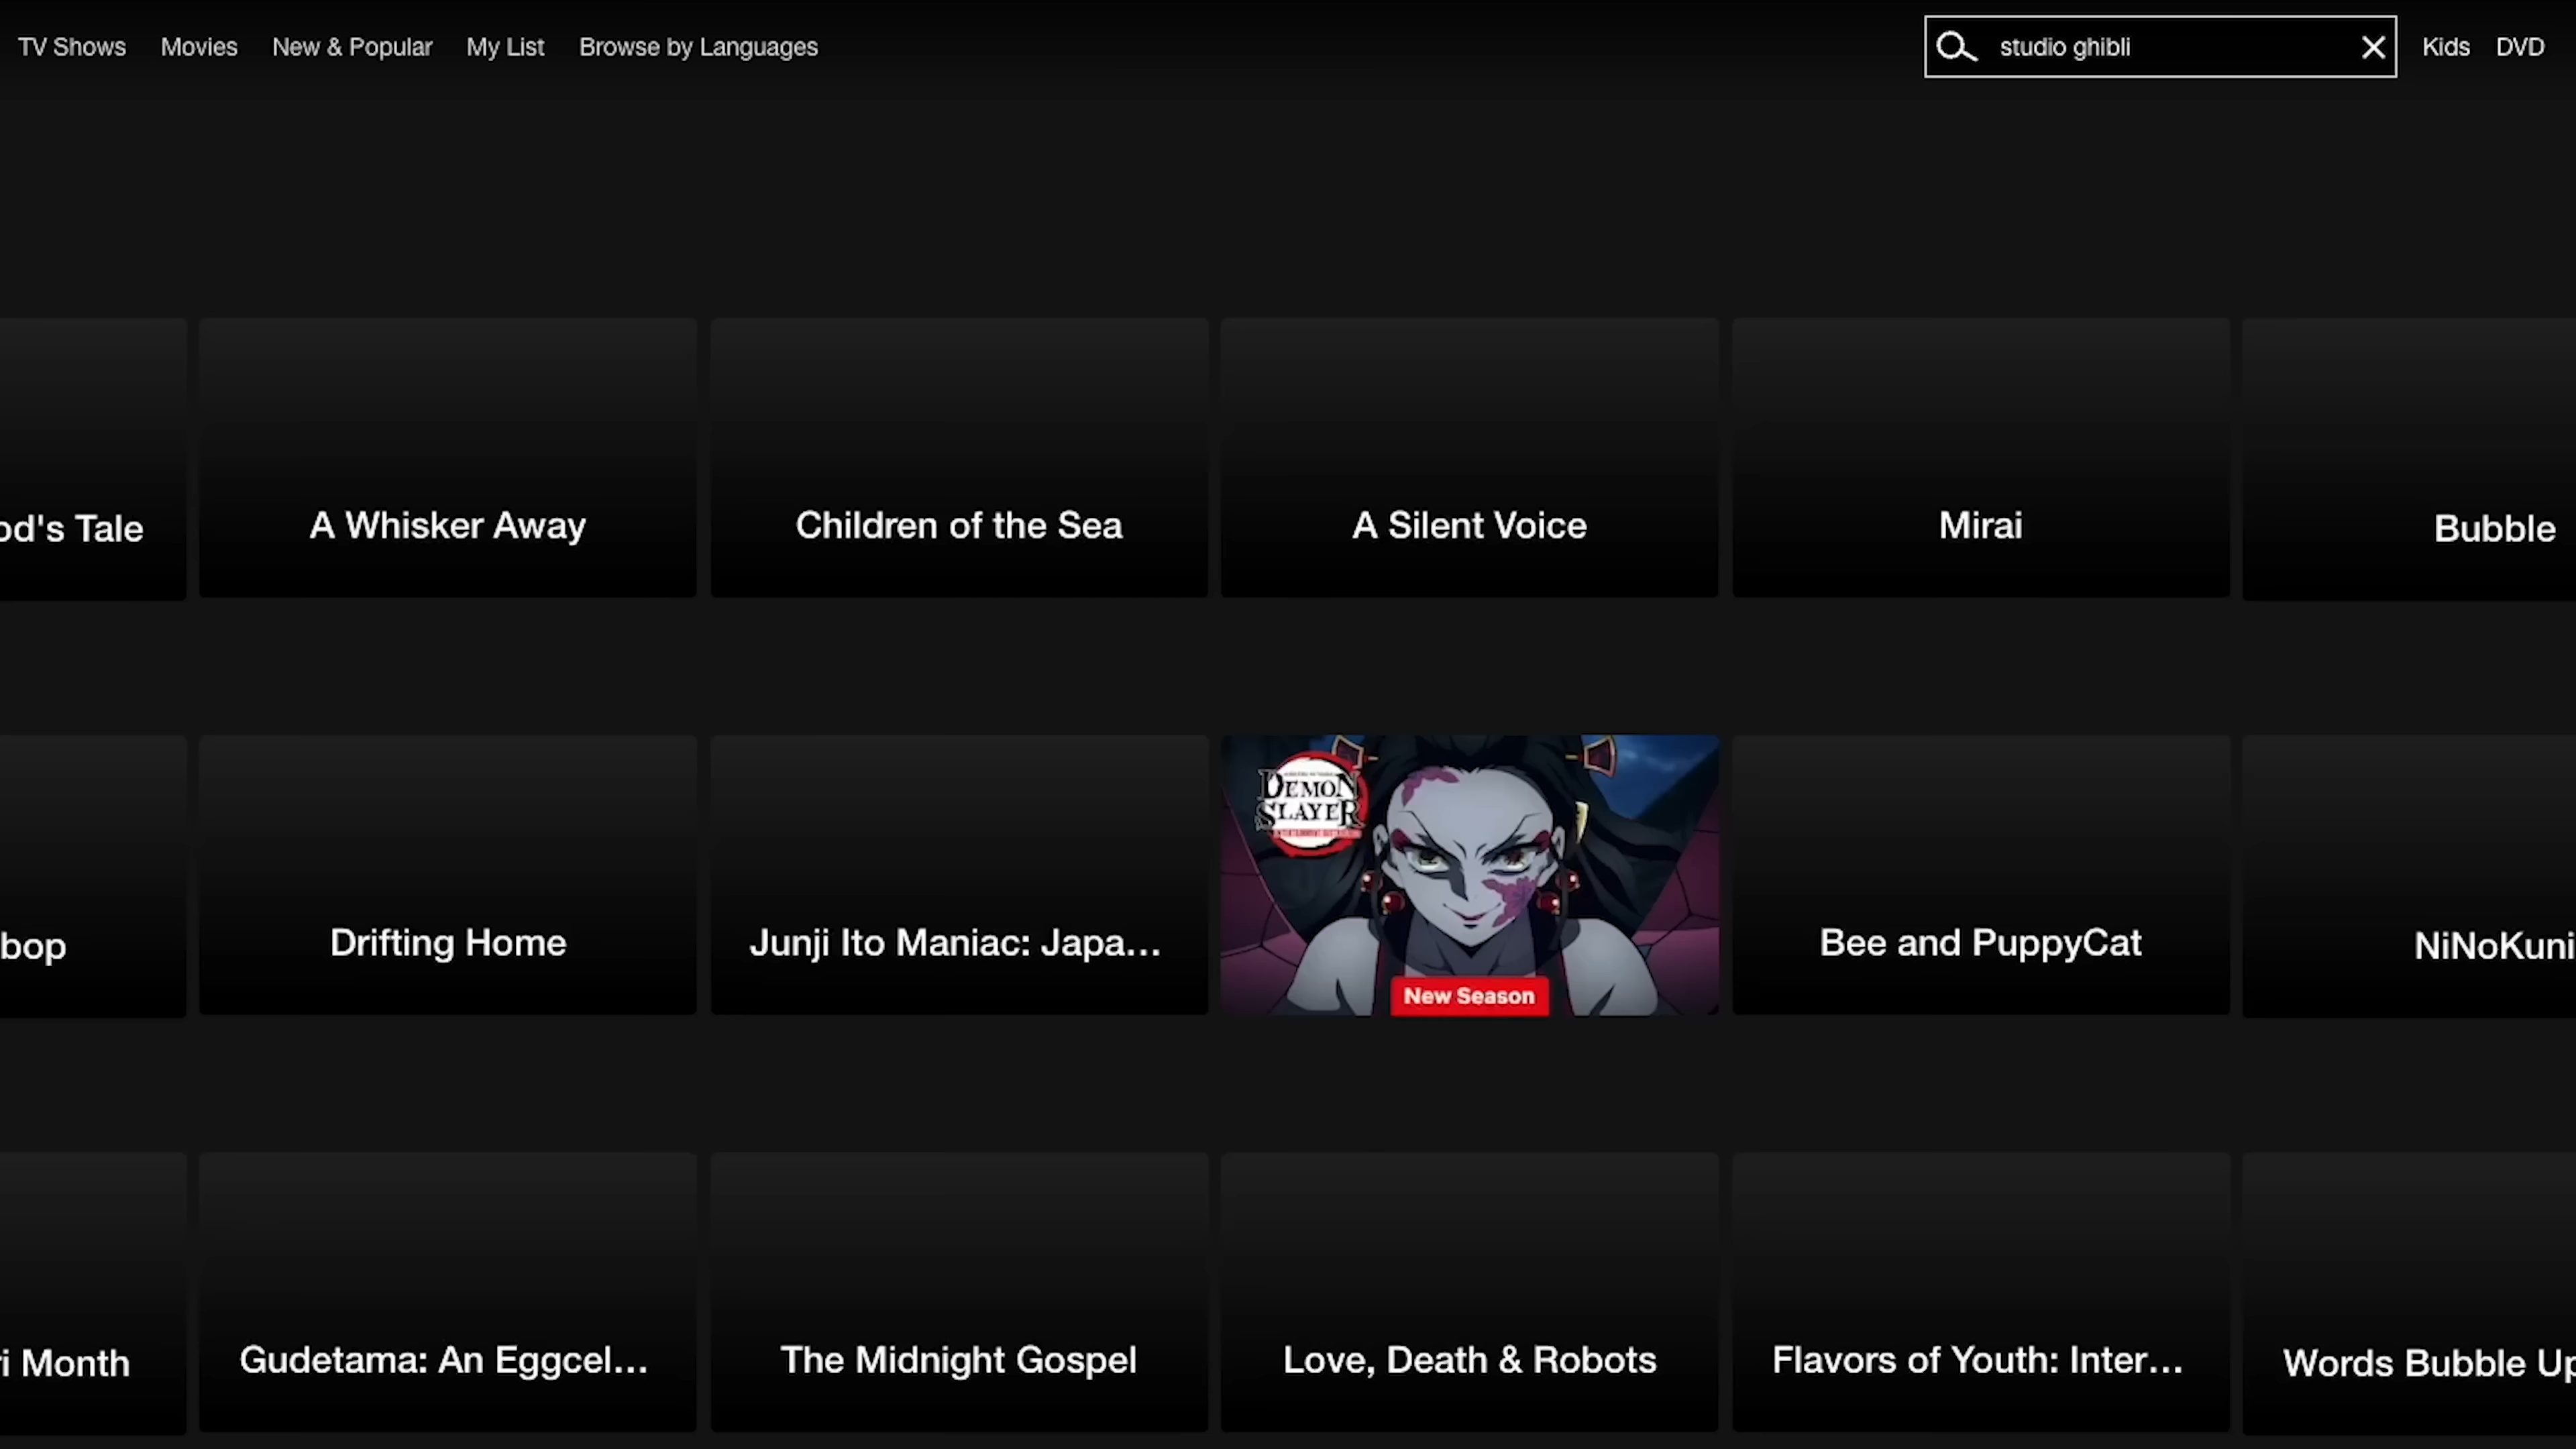 TV Shows Movies New & Popular My List Browse by Languages studio ghibli Kids DVD
od's Tale
A Whisker Away
Children of the Sea
A Silent Voice
Mirai
Bubble
bop
Drifting Home
Junji Ito Maniac: Japa...
DEMON
SLAYER
New Season
Bee and PuppyCat
NiNoKuni
i Month
Gudetama: An Eggcel...
The Midnight Gospel
Love, Death & Robots
Flavors of Youth: Inter...
Words Bubble Up